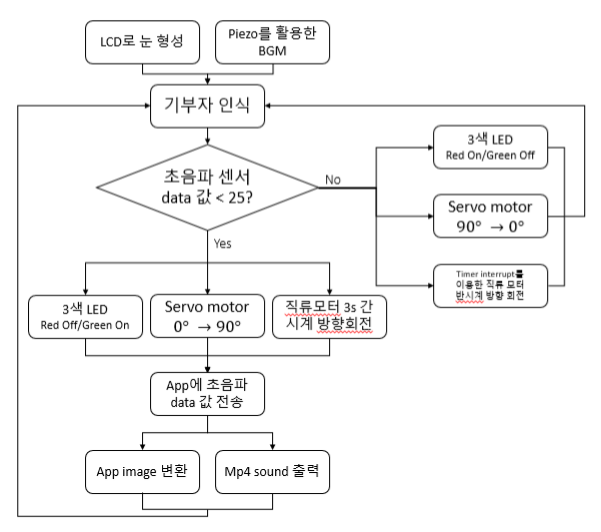 LCD로 눈 형성
Piezo를 활용한
BGM
기부자 인식
초음파 센서
data 값 < 25?
No
Yes
3색 LED
Red On/Green Off
Servo motor
90° → 0°
Timer interrupt를
이용한 직류 모터
반시계 방향 회전
3색 LED
Red Off/Green On
Servo motor
0° → 90°
직류모터 3s 간
시계 방향회전
App에 초음파
data 값 전송
App image 변환
Mp4 sound 출력